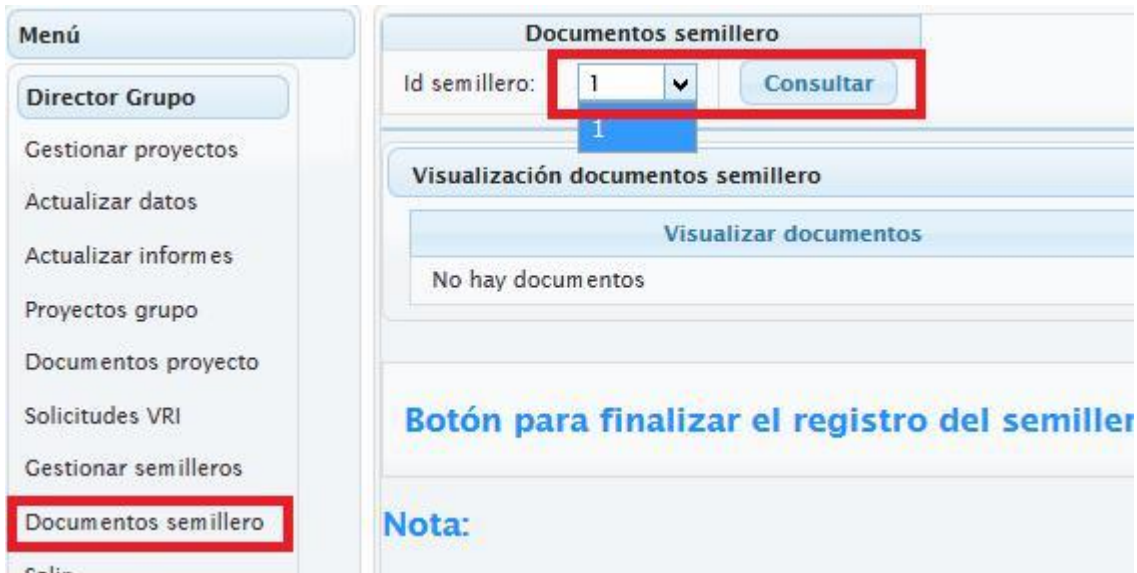 Menú
Director Grupo
Gestionar proyectos
Actualizar datos
Actualizar informes
Proyectos grupo
Documentos proyecto
Solicitudes VRI
Gestionar semilleros
Documentos semillero
Documentos semillero
Id semillero: 1 Consultar
1
Visualización documentos semillero
Visualizar documentos
No hay documentos
Botón para finalizar el registro del semiller
Nota: